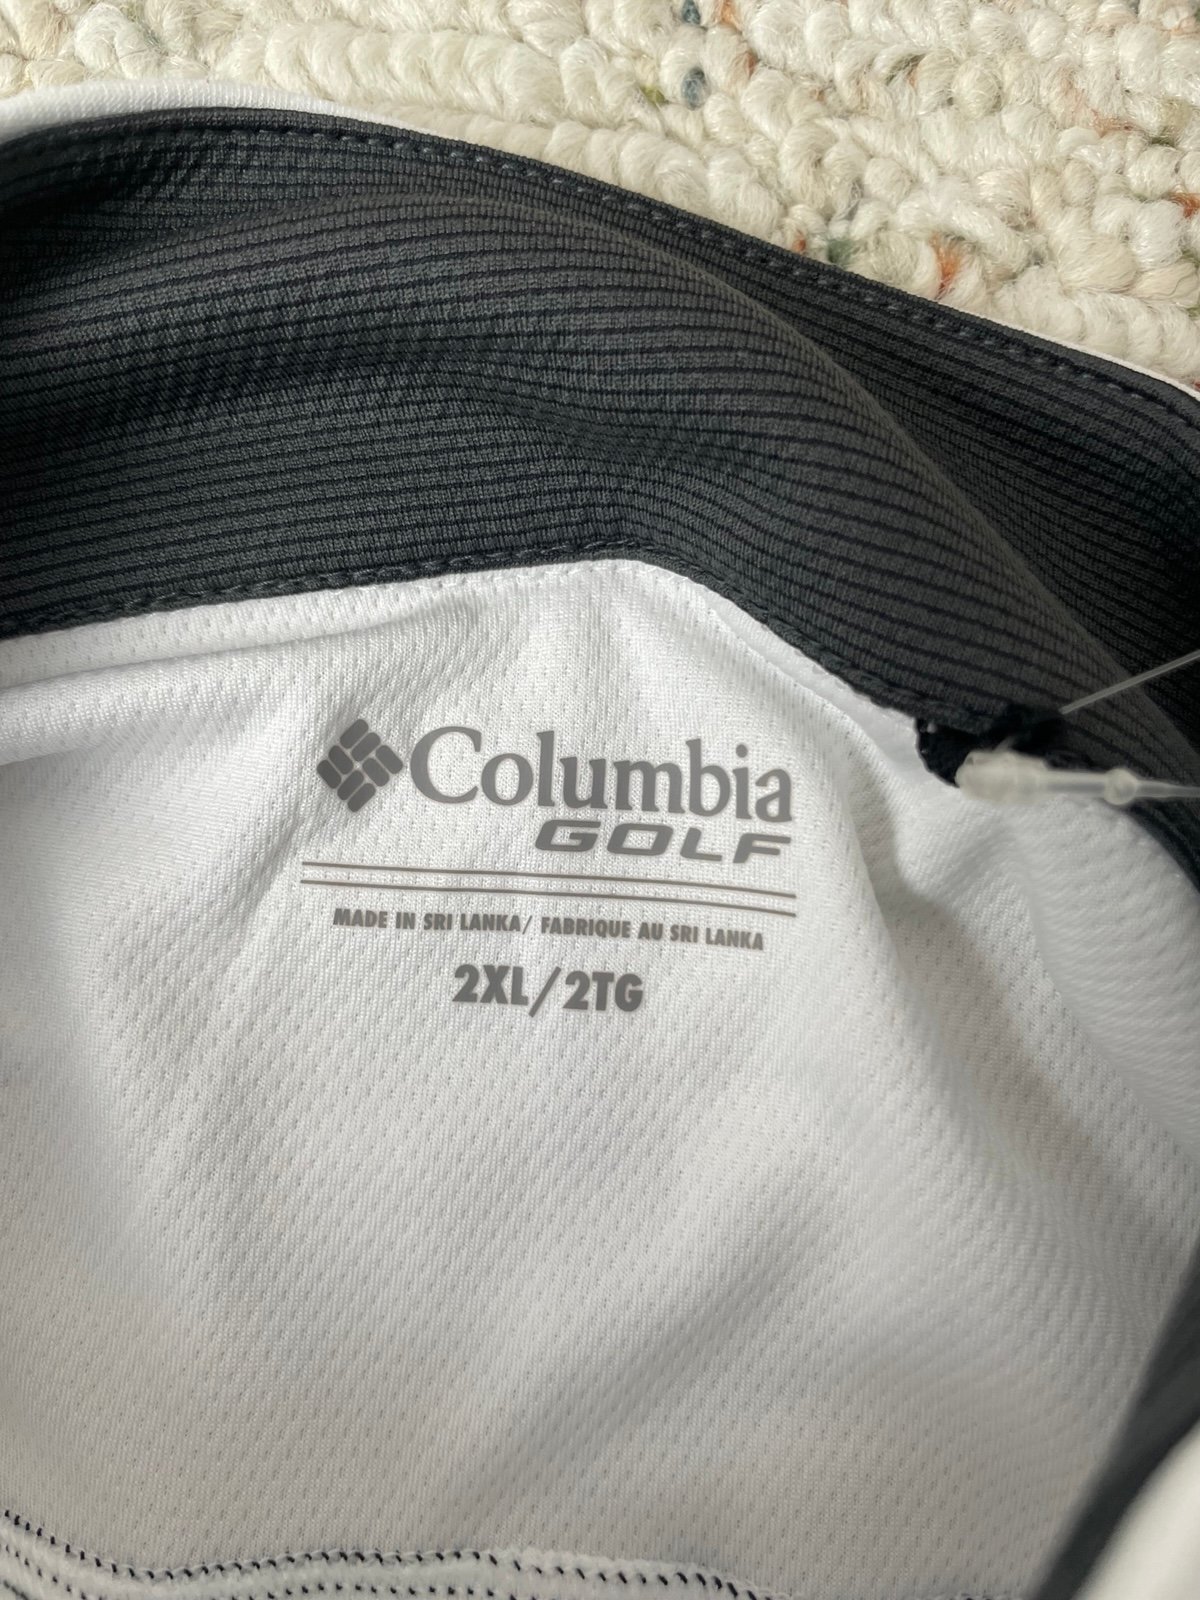 Columbia
GOLF
MADE IN SRI LANKA/ FABRIQUE AU SRI LANKA
2XL/2TG